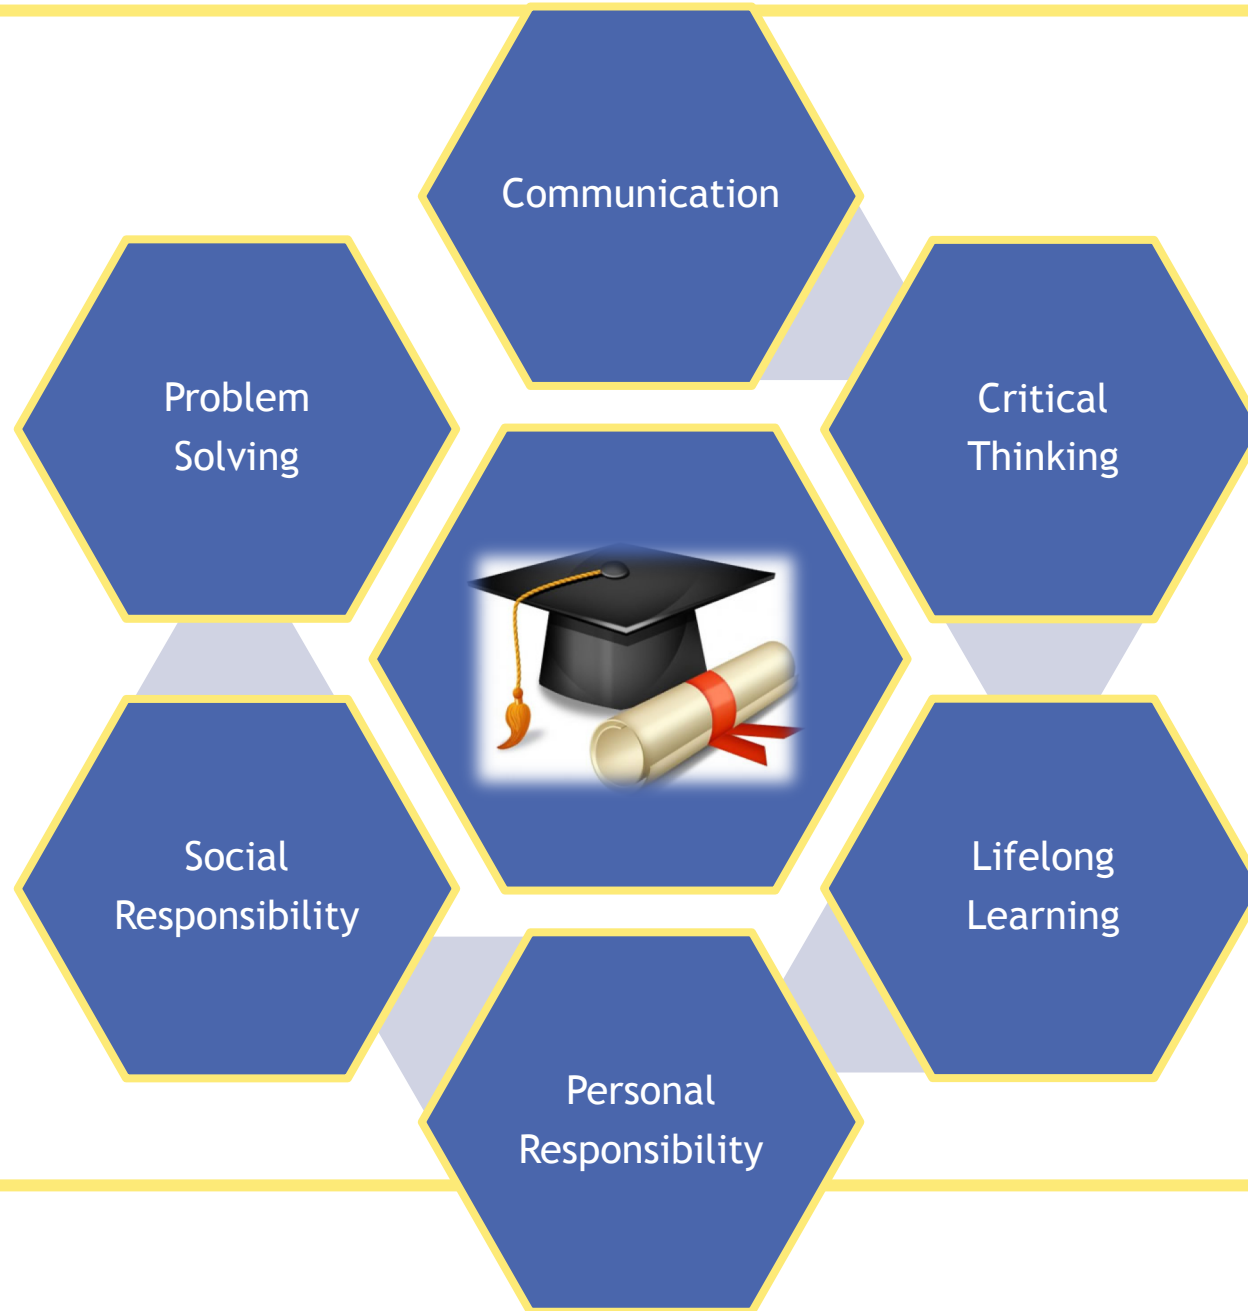 Communication
Critical
Thinking
Lifelong
Learning
Personal
Responsibility
Social
Responsibility
Problem
Solving